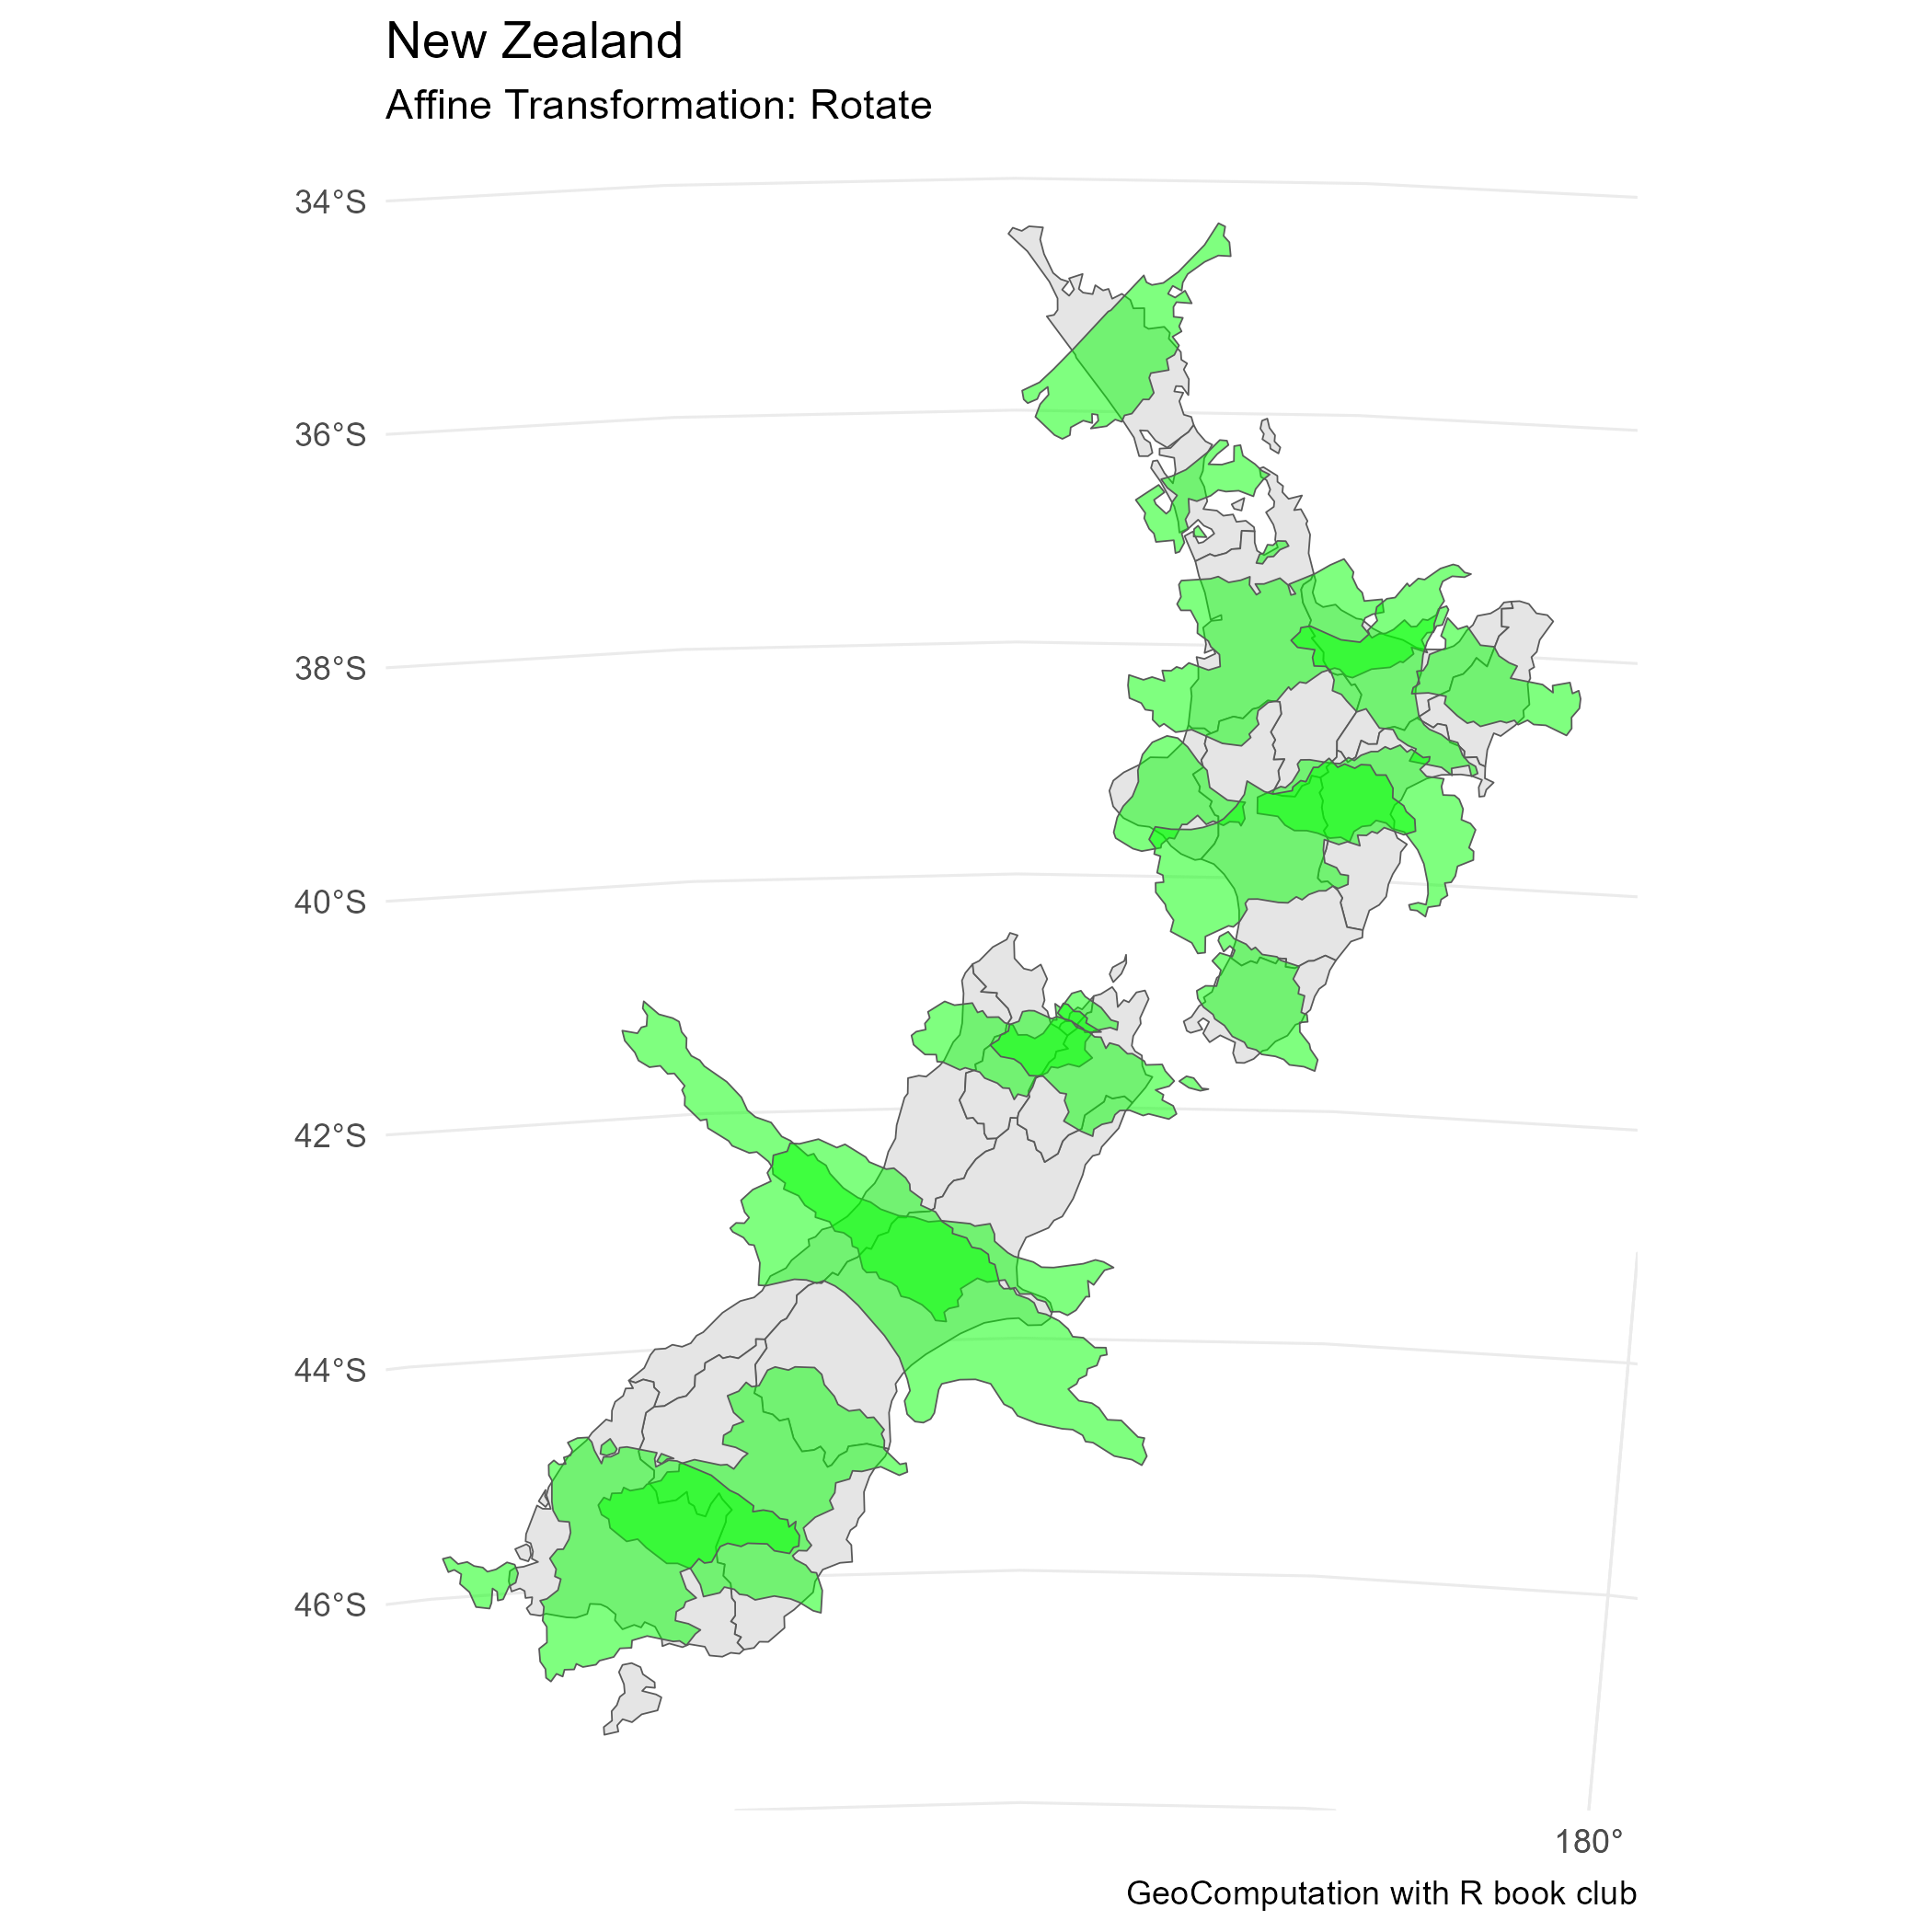 New Zealand
Affine Transformation: Rotate
34°S
36°S
38°S
40°S
42°S
44°S
46°S
180°
GeoComputation with R book club